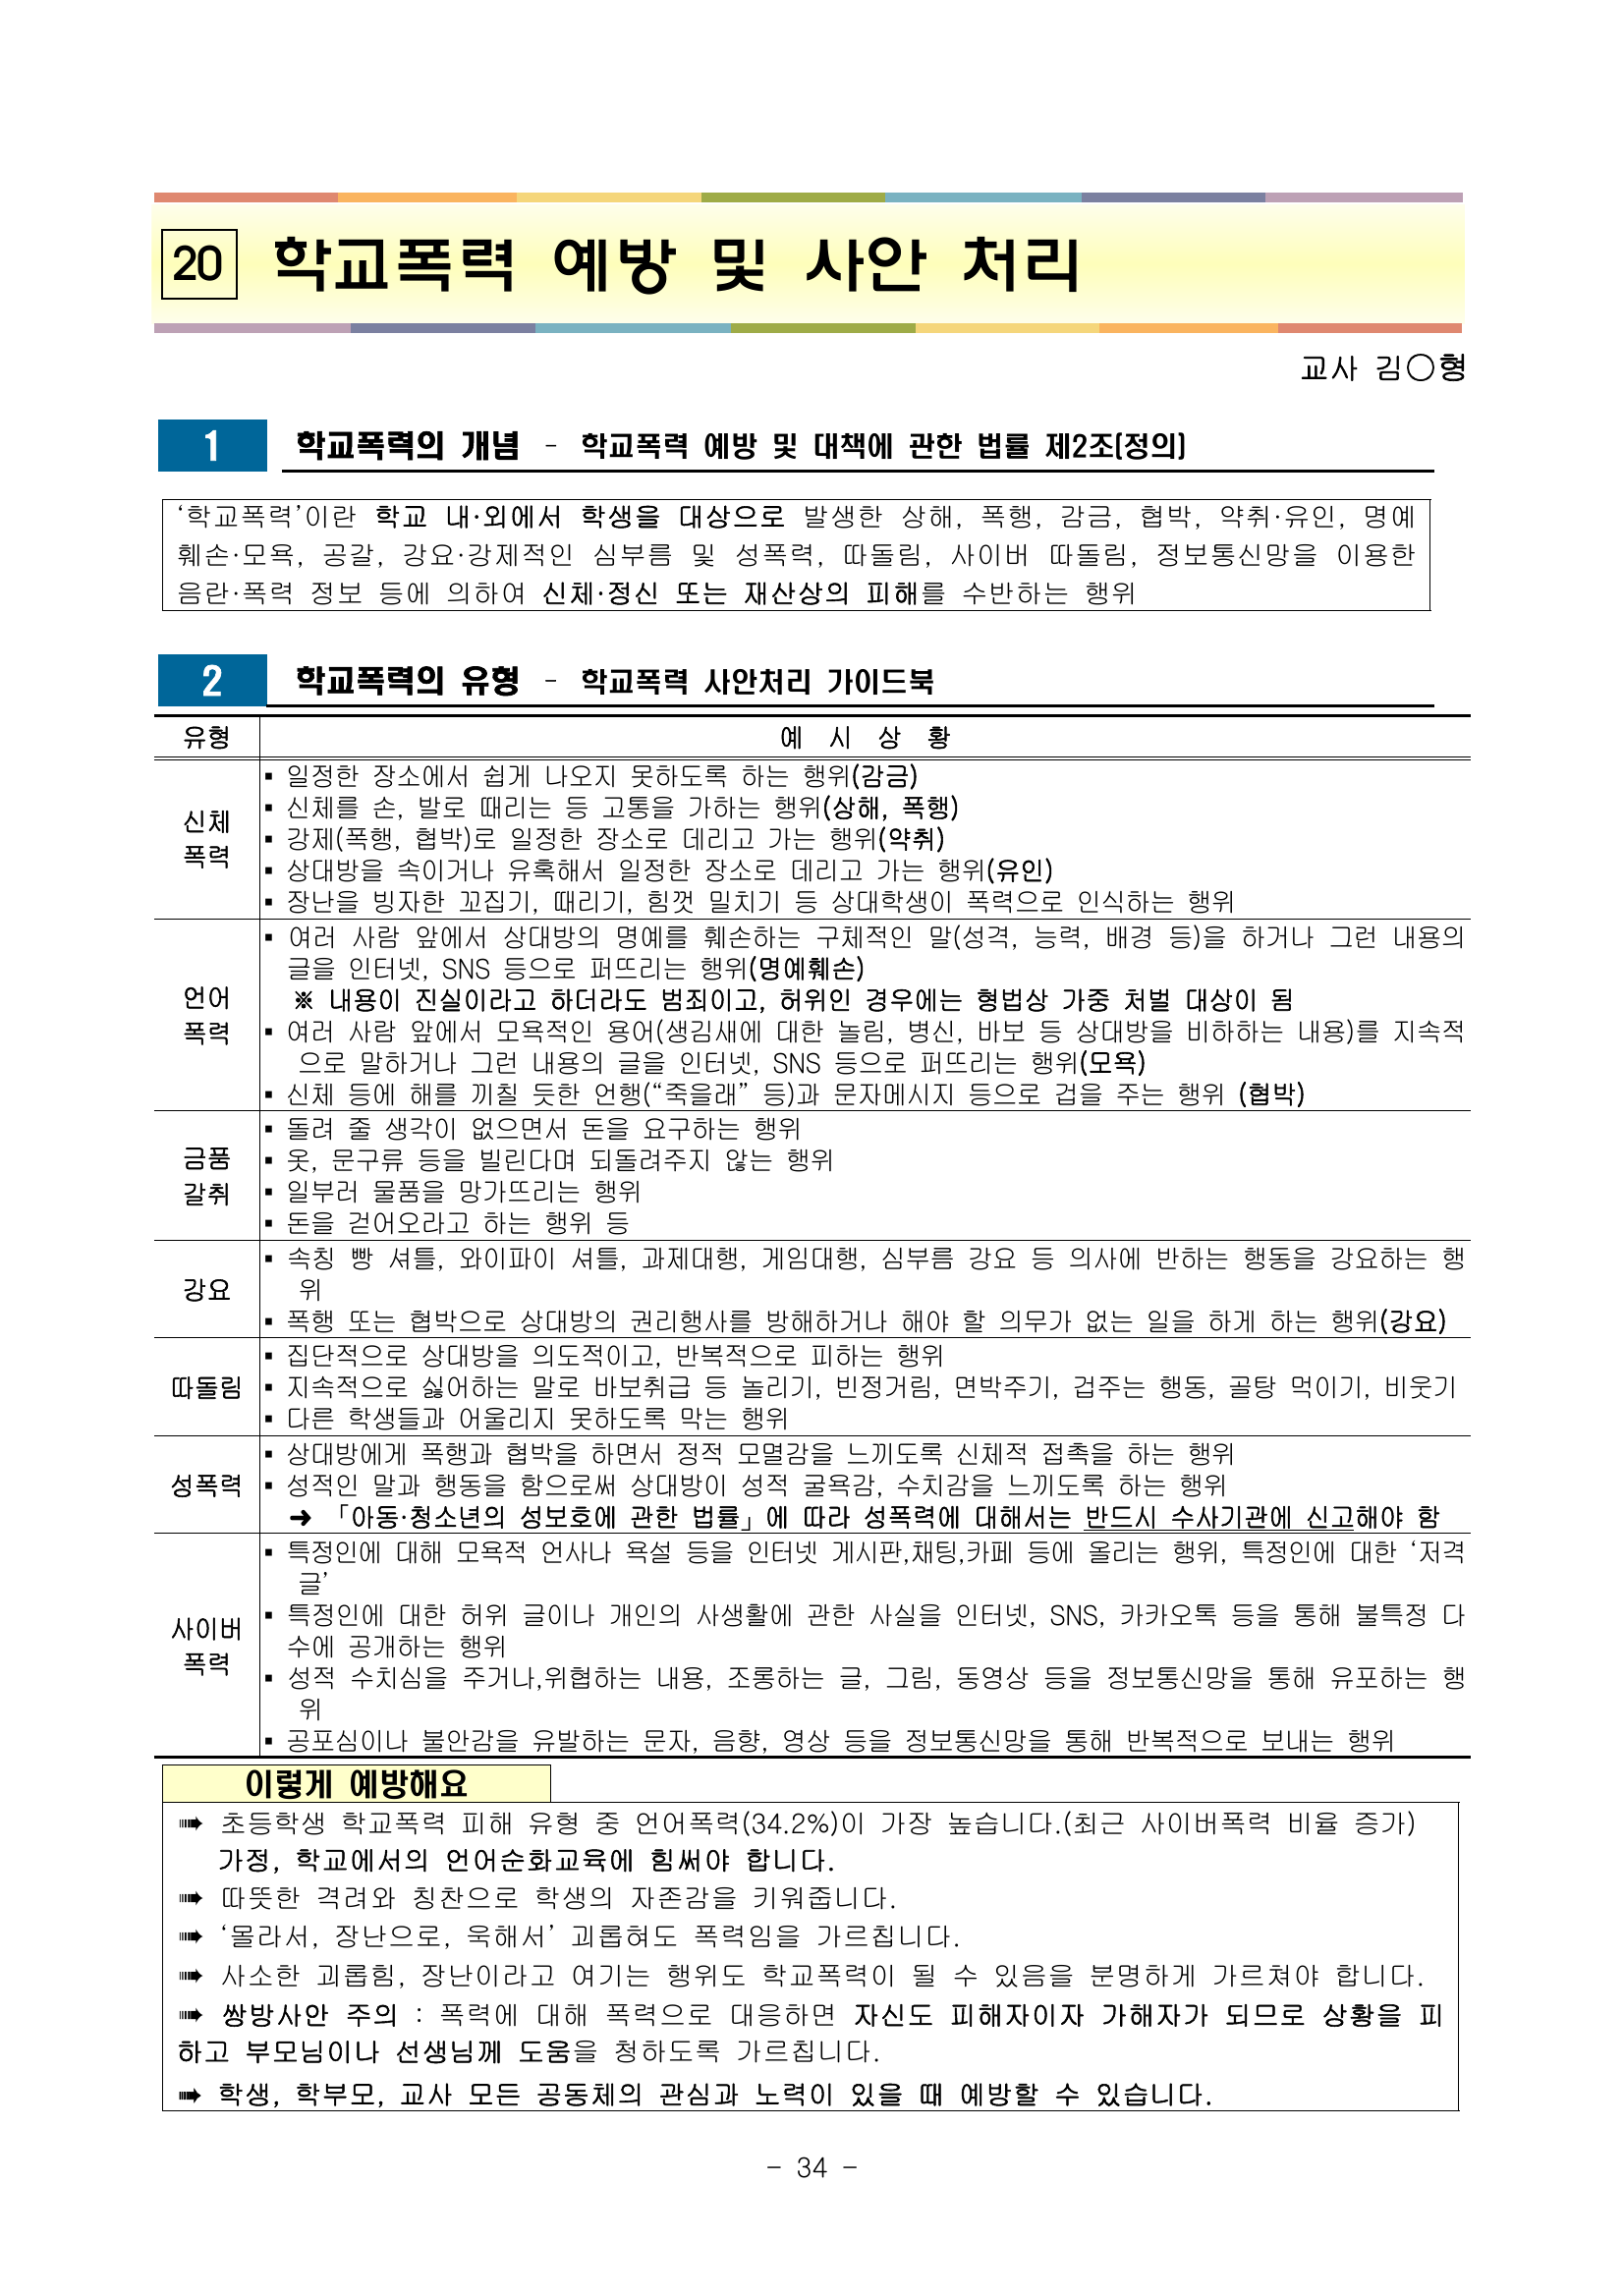 20 학교폭력 예방 및 사안 처리
교사 김○형
1 학교폭력의 개념 - 학교폭력 예방 및 대책에 관한 법률 제2조(정의)
‘학교폭력’이란 학교 내·외에서 학생을 대상으로 발생한 상해, 폭행, 감금, 협박, 약취·유인, 명예
훼손·모욕, 공갈, 강요·강제적인 심부름 및 성폭력, 따돌림, 사이버 따돌림, 정보통신망을 이용한
음란·폭력 정보 등에 의하여 신체·정신 또는 재산상의 피해를 수반하는 행위
2 학교폭력의 유형 - 학교폭력 사안처리 가이드북
유형 예 시 상 황
신체
폭력
▪ 일정한 장소에서 쉽게 나오지 못하도록 하는 행위(감금)
▪ 신체를 손, 발로 때리는 등 고통을 가하는 행위(상해, 폭행)
▪ 강제(폭행, 협박)로 일정한 장소로 데리고 가는 행위(약취)
▪ 상대방을 속이거나 유혹해서 일정한 장소로 데리고 가는 행위(유인)
▪ 장난을 빙자한 꼬집기, 때리기, 힘껏 밀치기 등 상대학생이 폭력으로 인식하는 행위
언어
폭력
▪ 여러 사람 앞에서 상대방의 명예를 훼손하는 구체적인 말(성격, 능력, 배경 등)을 하거나 그런 내용의
글을 인터넷, SNS 등으로 퍼뜨리는 행위(명예훼손)
※ 내용이 진실이라고 하더라도 범죄이고, 허위인 경우에는 형법상 가중 처벌 대상이 됨
▪ 여러 사람 앞에서 모욕적인 용어(생김새에 대한 놀림, 병신, 바보 등 상대방을 비하하는 내용)를 지속적
으로 말하거나 그런 내용의 글을 인터넷, SNS 등으로 퍼뜨리는 행위(모욕)
▪ 신체 등에 해를 끼칠 듯한 언행(“죽을래” 등)과 문자메시지 등으로 겁을 주는 행위 (협박)
금품
갈취
▪ 돌려 줄 생각이 없으면서 돈을 요구하는 행위
▪ 옷, 문구류 등을 빌린다며 되돌려주지 않는 행위
▪ 일부러 물품을 망가뜨리는 행위
▪ 돈을 걷어오라고 하는 행위 등
강요
▪ 속칭 빵 셔틀, 와이파이 셔틀, 과제대행, 게임대행, 심부름 강요 등 의사에 반하는 행동을 강요하는 행
위
▪ 폭행 또는 협박으로 상대방의 권리행사를 방해하거나 해야 할 의무가 없는 일을 하게 하는 행위(강요)
따돌림
▪ 집단적으로 상대방을 의도적이고, 반복적으로 피하는 행위
▪ 지속적으로 싫어하는 말로 바보취급 등 놀리기, 빈정거림, 면박주기, 겁주는 행동, 골탕 먹이기, 비웃기
▪ 다른 학생들과 어울리지 못하도록 막는 행위
성폭력
▪ 상대방에게 폭행과 협박을 하면서 정적 모멸감을 느끼도록 신체적 접촉을 하는 행위
▪ 성적인 말과 행동을 함으로써 상대방이 성적 굴욕감, 수치감을 느끼도록 하는 행위
➜ 「아동·청소년의 성보호에 관한 법률」에 따라 성폭력에 대해서는 반드시 수사기관에 신고해야 함
사이버
폭력
▪ 특정인에 대해 모욕적 언사나 욕설 등을 인터넷 게시판,채팅,카페 등에 올리는 행위, 특정인에 대한 ‘저격
글’
▪ 특정인에 대한 허위 글이나 개인의 사생활에 관한 사실을 인터넷, SNS, 카카오톡 등을 통해 불특정 다
수에 공개하는 행위
▪ 성적 수치심을 주거나,위협하는 내용, 조롱하는 글, 그림, 동영상 등을 정보통신망을 통해 유포하는 행
위
▪ 공포심이나 불안감을 유발하는 문자, 음향, 영상 등을 정보통신망을 통해 반복적으로 보내는 행위
이렇게 예방해요
➠ 초등학생 학교폭력 피해 유형 중 언어폭력(34.2%)이 가장 높습니다.(최근 사이버폭력 비율 증가)
가정, 학교에서의 언어순화교육에 힘써야 합니다.
➠ 따뜻한 격려와 칭찬으로 학생의 자존감을 키워줍니다.
➠ ‘몰라서, 장난으로, 욱해서’ 괴롭혀도 폭력임을 가르칩니다.
➠ 사소한 괴롭힘, 장난이라고 여기는 행위도 학교폭력이 될 수 있음을 분명하게 가르쳐야 합니다.
➠ 쌍방사안 주의 : 폭력에 대해 폭력으로 대응하면 자신도 피해자이자 가해자가 되므로 상황을 피
하고 부모님이나 선생님께 도움을 청하도록 가르칩니다.
➠ 학생, 학부모, 교사 모든 공동체의 관심과 노력이 있을 때 예방할 수 있습니다.
- 34 -